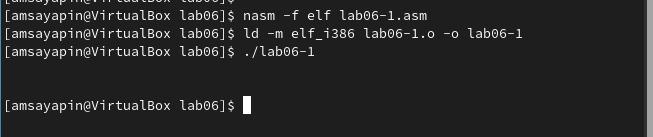 [amsayapin@VirtualBox lab06]$ nasm -f elf lab06-1.asm
[amsayapin@VirtualBox lab06]$ ld -m elf_i386 lab06-1.o -o lab06-1
[amsayapin@VirtualBox lab06]$ ./lab06-1
[amsayapin@VirtualBox lab06]$